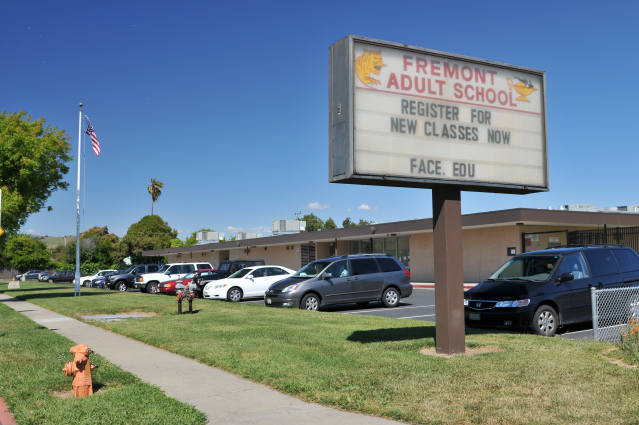 FREMONT
ADULT SCHOOL
REGISTER FOR
NEW CLASSES NOW
FACE. EDU